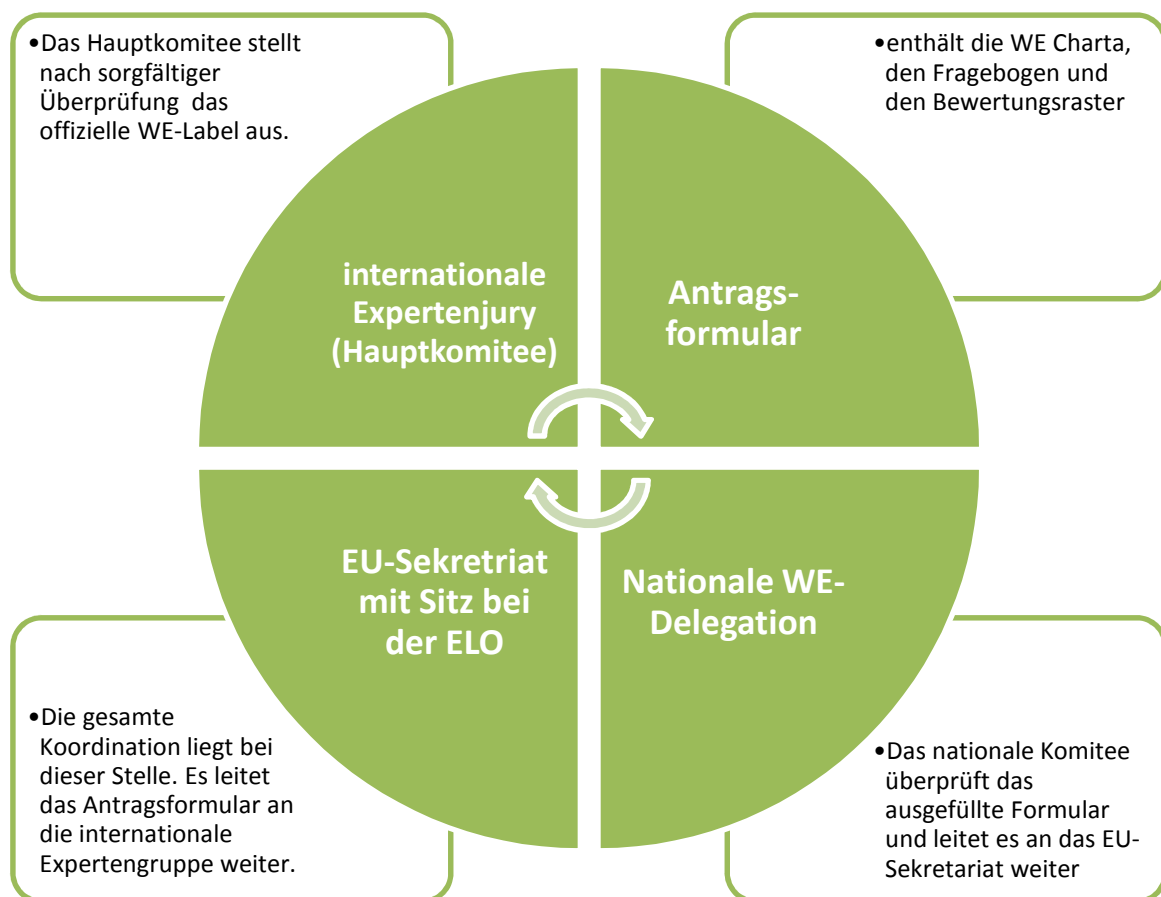 •Das Hauptkomitee stellt
nach sorgfältiger
Überprüfung das
offizielle WE-Label aus.
•enthält die WE Charta,
den Fragebogen und
den Bewertungsraster
internationale
Expertenjury
(Hauptkomitee)
Antrags-
formular
EU-Sekretriat
mit Sitz bei
der ELO
Nationale WE-
Delegation
•Die gesamte
Koordination liegt bei
dieser Stelle. Es leitet
das Antragsformular an
die internationale
Expertengruppe weiter.
•Das nationale Komitee
überprüft das
ausgefüllte Formular
und leitet es an das EU-
Sekretariat weiter